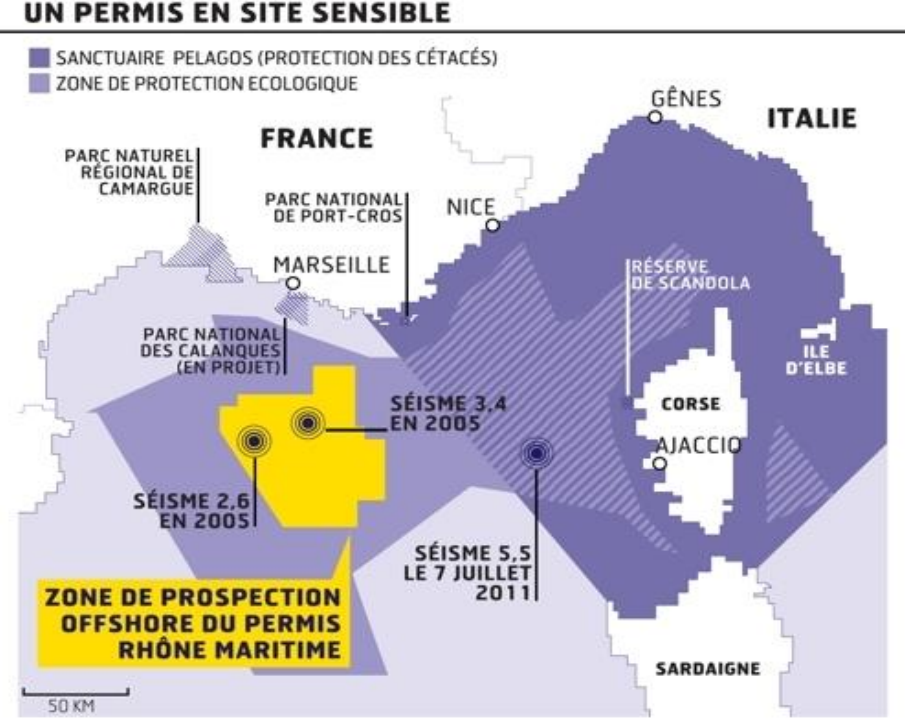 UN PERMIS EN SITE SENSIBLE
SANCTUAIRE PELAGOS (PROTECTION DES CÉTACÉS)
ZONE DE PROTECTION ECOLOGIQUE
GÊNES
ITALIE
FRANCE
PARC NATUREL
RÉGIONAL DE
CAMARGUE
PARC NATIONAL
DE PORT-CROS
NICE
MARSEILLE
RÉSERVE
DE SCANDOLA
PARC NATIONAL
DES CALANQUES
(EN PROJET)
ILE
D'ELBE
SÉISME 3,4
EN 2005
CORSE
AJACCIO
SÉISME 2,6
EN 2005
SÉISME 5,5
LE 7 JUILLET
2011
ZONE DE PROSPECTION
OFFSHORE DU PERMIS
RHÔNE MARITIME
SARDAIGNE
50 KM